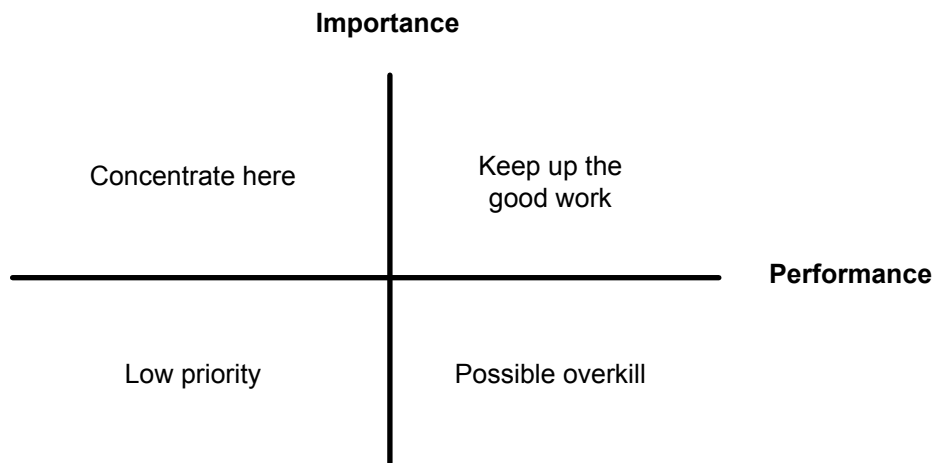 Importance
Concentrate here
Keep up the
good work
Performance
Low priority
Possible overkill